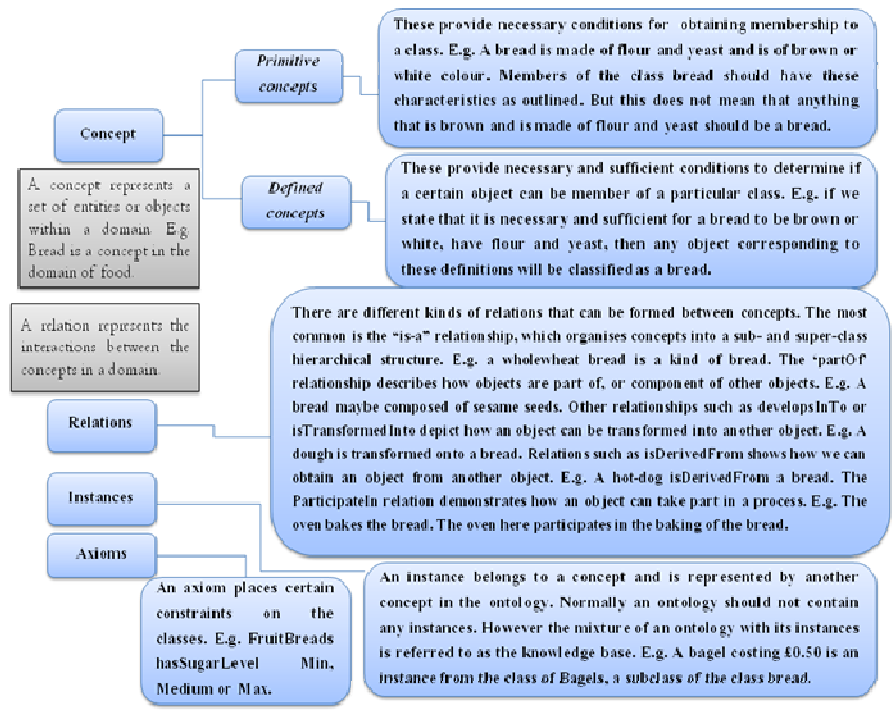 These provide necessary conditions for obtaining membership to
a class. E.g. A bread is made of flour and yeast and is of brown or
white colour. Members of the class bread should have these
characteristics as outlined. But this does not mean that anything
that is brown and is made of flour and yeast should be a bread.
Primitive
concepts
Concept
A concept represents a
set of entities or objects
within a domain E.g.
Bread is a concept in the
domain of food.
Defined
concepts
These provide necessary and sufficient conditions to determine if
a certain object can be member of a particular class. E.g. if we
state that it is necessary and sufficient for a bread to be brown or
white, have flour and yeast, then any object corresponding to
these definitions will be classified as a bread.
A relation represents the
interactions between the
concepts in a domain.
Relations
There are different kinds of relations that can be formed between concepts. The most
common is the “is-a” relationship, which organises concepts into a sub- and super-class
hierarchical structure. E.g. a wholewheat bread is a kind of bread. The ‘partOf’
relationship describes how objects are part of, or component of other objects. E.g. A
bread maybe composed of sesame seeds. Other relationships such as developsInTo or
isTransformedInto depict how an object can be transformed into another object. E.g. A
dough is transformed onto a bread. Relations such as isDerivedFrom shows how we can
obtain an object from another object. E.g. A hot-dog isDerivedFrom a bread. The
ParticipateIn relation demonstrates how an object can take part in a process. E.g. The
oven bakes the bread. The oven here participates in the baking of the bread.
Instances
Axioms
An axiom places certain
constraints on the
classes. E.g. FruitBreads
hasSugarLevel Min,
Medium or Max.
An instance belongs to a concept and is represented by another
concept in the ontology. Normally an ontology should not contain
any instances. However the mixture of an ontology with its instances
is referred to as the knowledge base. E.g. A bagel costing £0.50 is an
instance from the class of Bagels, a subclass of the class bread.